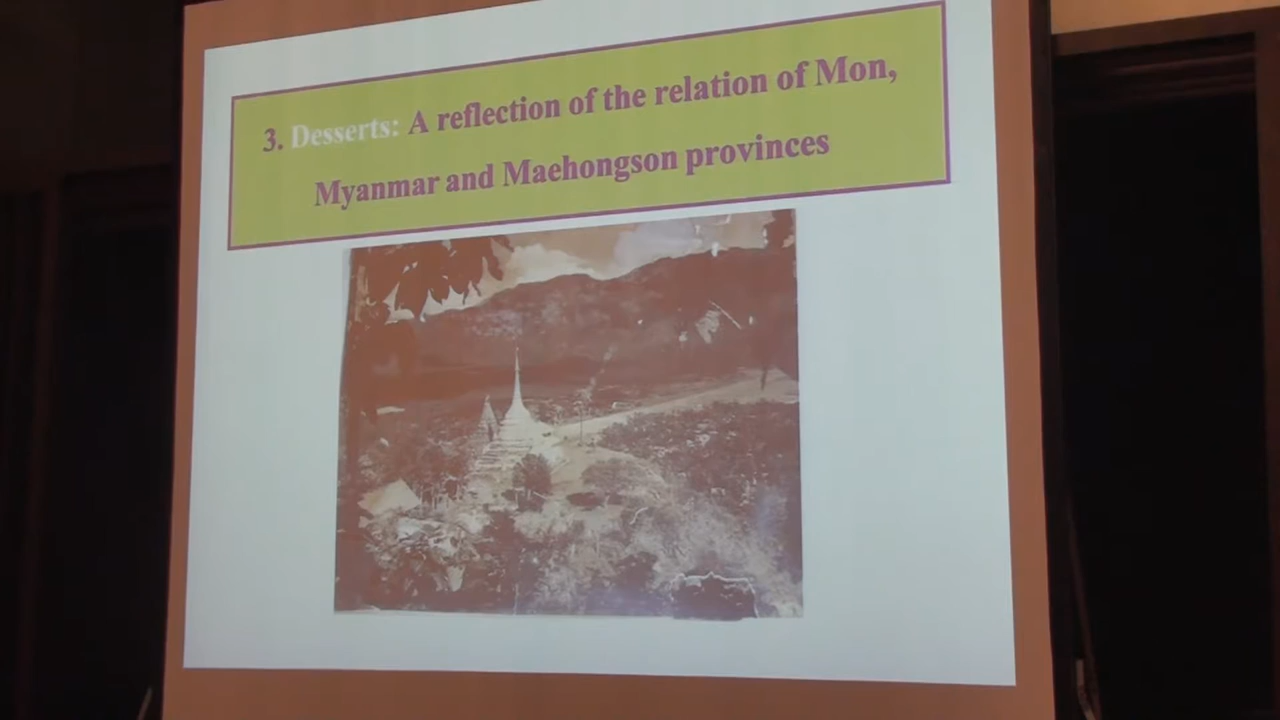 3. Desserts: A reflection of the relation of Mon,
Myanmar and Maehongson provinces